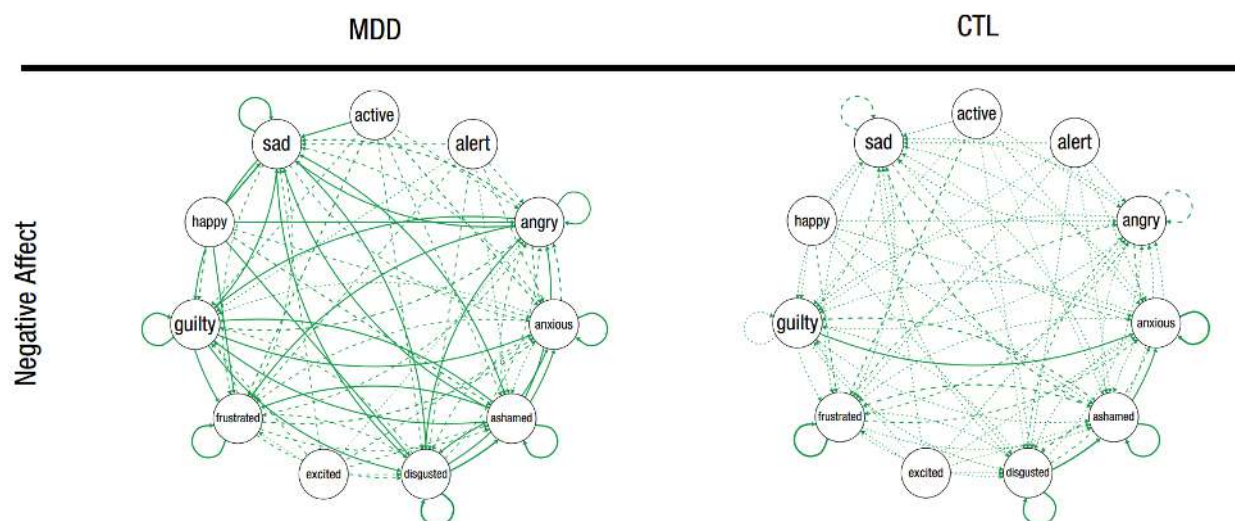 MDD
CTL
Negative Affect
active
sad
alert
happy
angry
guilty
anxious
frustrated
ashamed
excited
disgusted
active
sad
alert
happy
angry
guilty
anxious
frustrated
ashamed
excited
disgusted